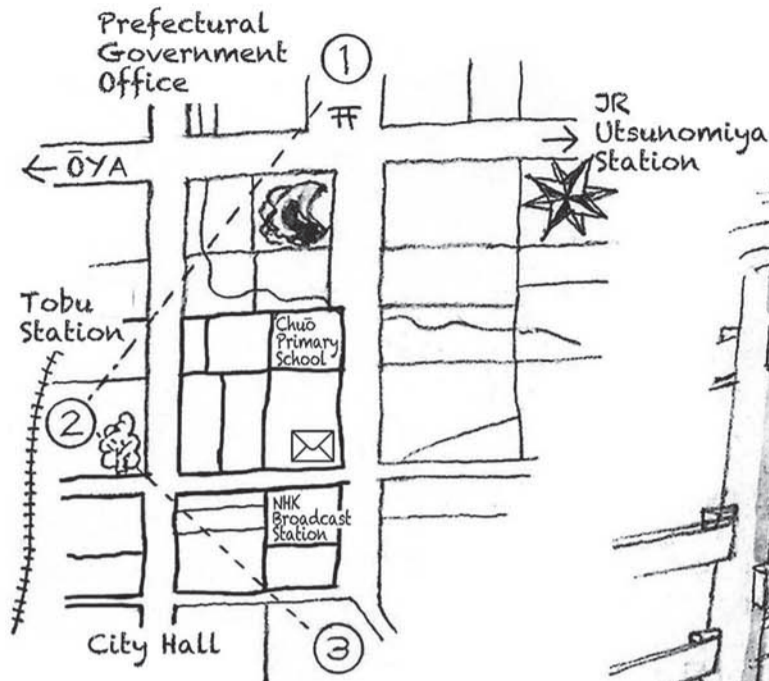 Prefectural
Government
Office
1
JR
Utsunomiya
Station
ŌYA
Tobu
Station
Chuō
Primary
School
2
NHK
Broadcast
Station
City Hall
3